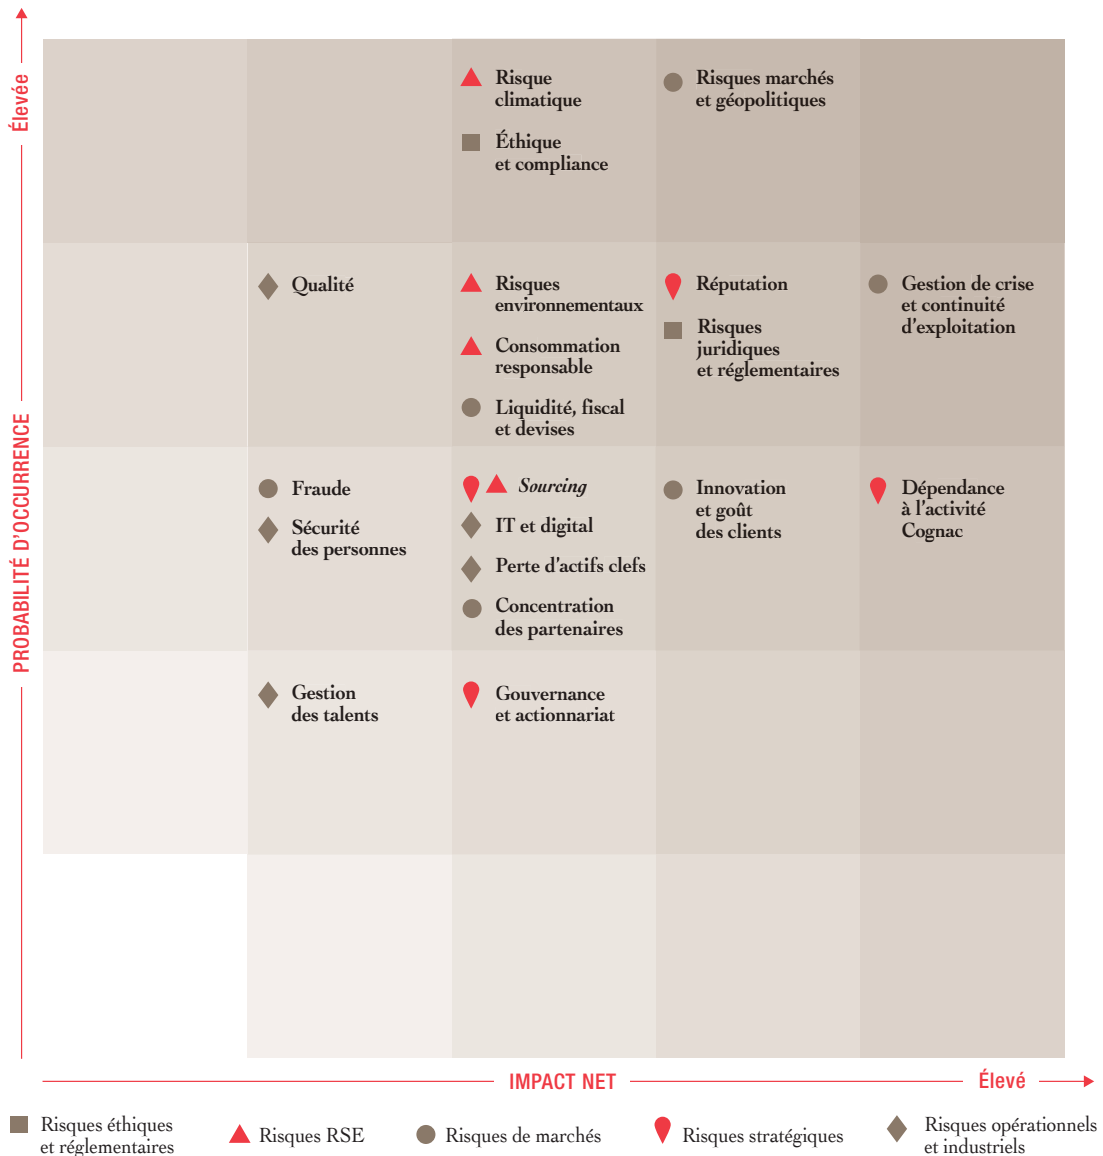 Élevée
PROBABILITÉ D'OCCURRENCE
Risque
climatique
Éthique
et compliance
Risques marchés
et géopolitiques
Qualité
Risques
environnementaux
Consommation
responsable
Liquidité, fiscal
et devises
Réputation
Risques
juridiques
et réglementaires
Gestion de crise
et continuité
d'exploitation
Fraude
Sécurité
des personnes
Sourcing
IT et digital
Perte d'actifs clefs
Concentration
des partenaires
Innovation
et goût
des clients
Dépendance
à l'activité
Cognac
Gestion
des talents
Gouvernance
et actionnariat
IMPACT NET
Élevé
Risques éthiques
et réglementaires
Risques RSE
Risques de marchés
Risques stratégiques
Risques opérationnels
et industriels